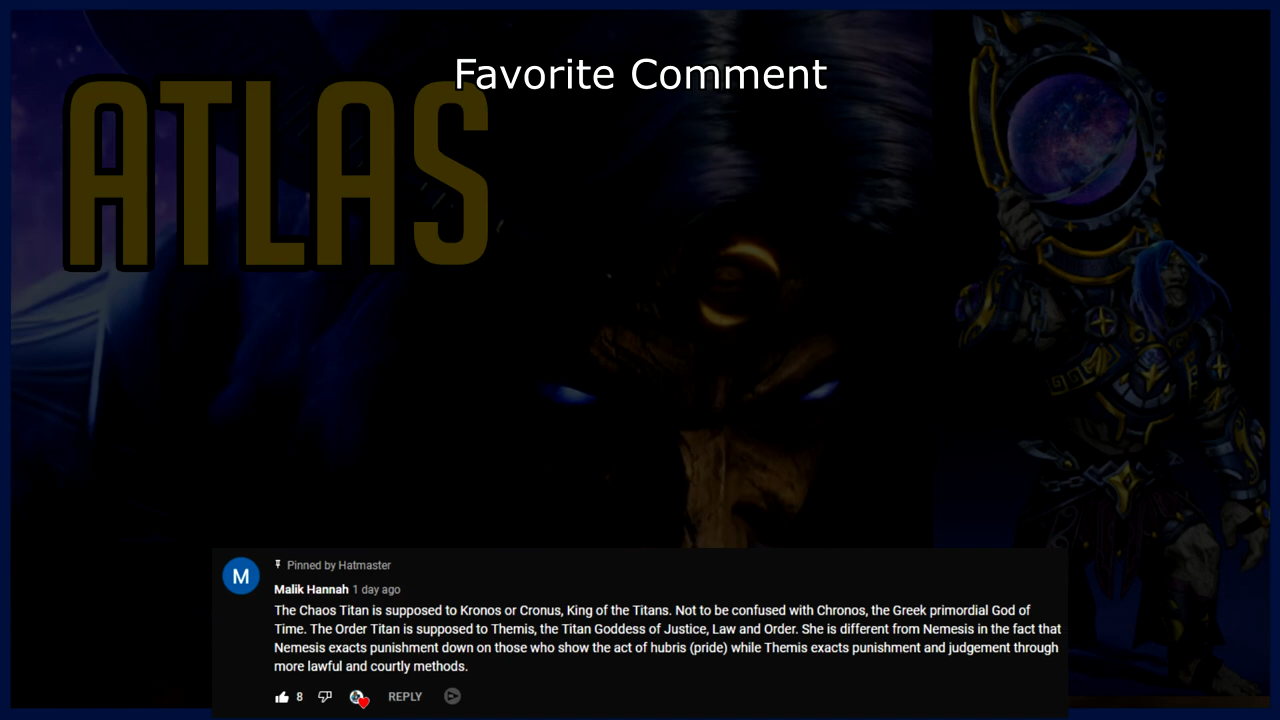 Favorite Comment
ATLAS
M
Pinned by Hatmaster
Malik Hannah 1 day ago
The Chaos Titan is supposed to Kronos or Cronus, King of the Titans. Not to be confused with Chronos, the Greek primordial God of
Time. The Order Titan is supposed to Themis, the Titan Goddess of Justice, Law and Order. She is different from Nemesis in the fact that
Nemesis exacts punishment down on those who show the act of hubris (pride) while Themis exacts punishment and judgement through
more lawful and courtly methods.
8 REPLY